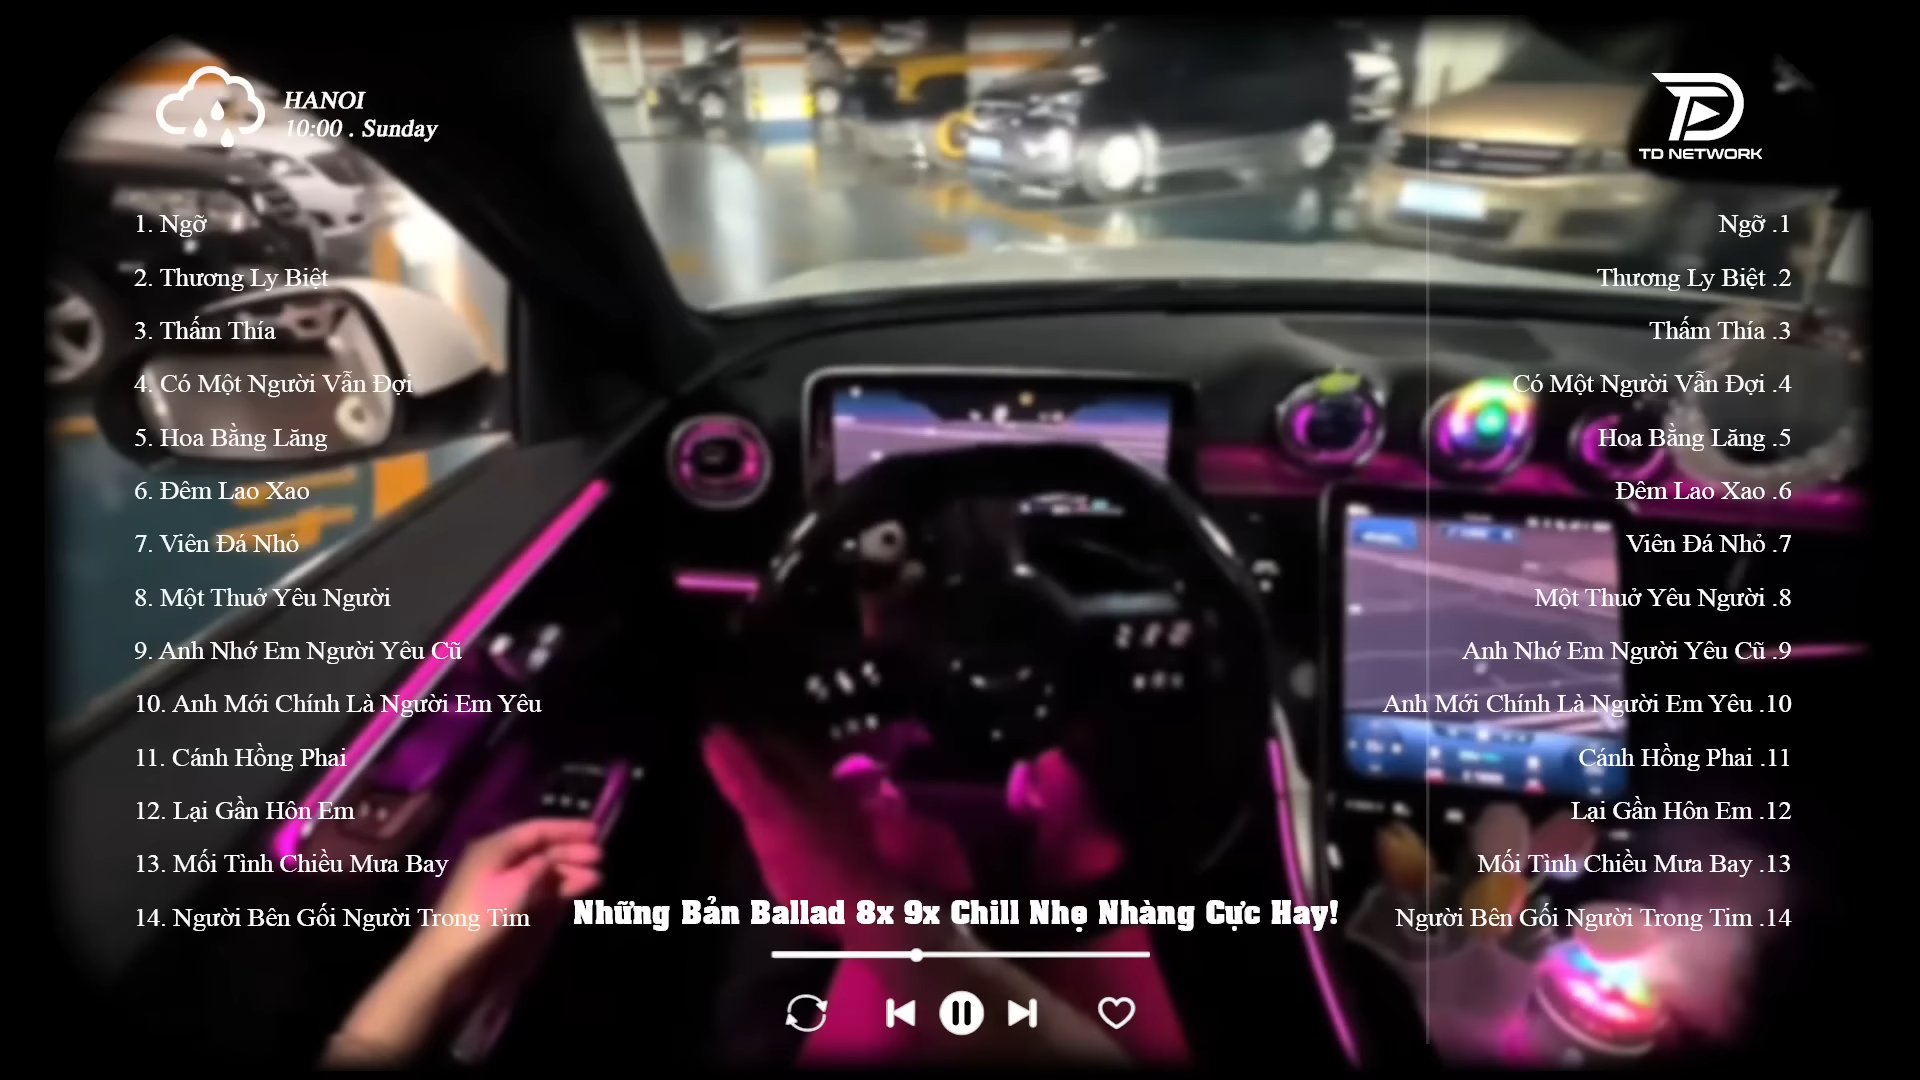 HANOI
10:00 . Sunday
TD NETWORK
1. Ngỡ
2. Thương Ly Biệt
3. Thấm Thía
4. Có Một Người Vẫn Đợi
5. Hoa Bằng Lăng
6. Đêm Lao Xao
7. Viên Đá Nhỏ
8. Một Thuở Yêu Người
9. Anh Nhớ Em Người Yêu Cũ
10. Anh Mới Chính Là Người Em Yêu
11. Cánh Hồng Phai
12. Lại Gần Hôn Em
13. Mối Tình Chiều Mưa Bay
14. Người Bên Gối Người Trong Tim
Ngỡ .1
Thương Ly Biệt .2
Thấm Thía .3
Có Một Người Vẫn Đợi .4
Hoa Bằng Lăng .5
Đêm Lao Xao .6
Viên Đá Nhỏ .7
Một Thuở Yêu Người .8
Anh Nhớ Em Người Yêu Cũ .9
Anh Mới Chính Là Người Em Yêu .10
Cánh Hồng Phai .11
Lại Gần Hôn Em .12
Mối Tình Chiều Mưa Bay .13
Người Bên Gối Người Trong Tim .14
Những Bản Ballad 8x 9x Chill Nhẹ Nhàng Cực Hay!